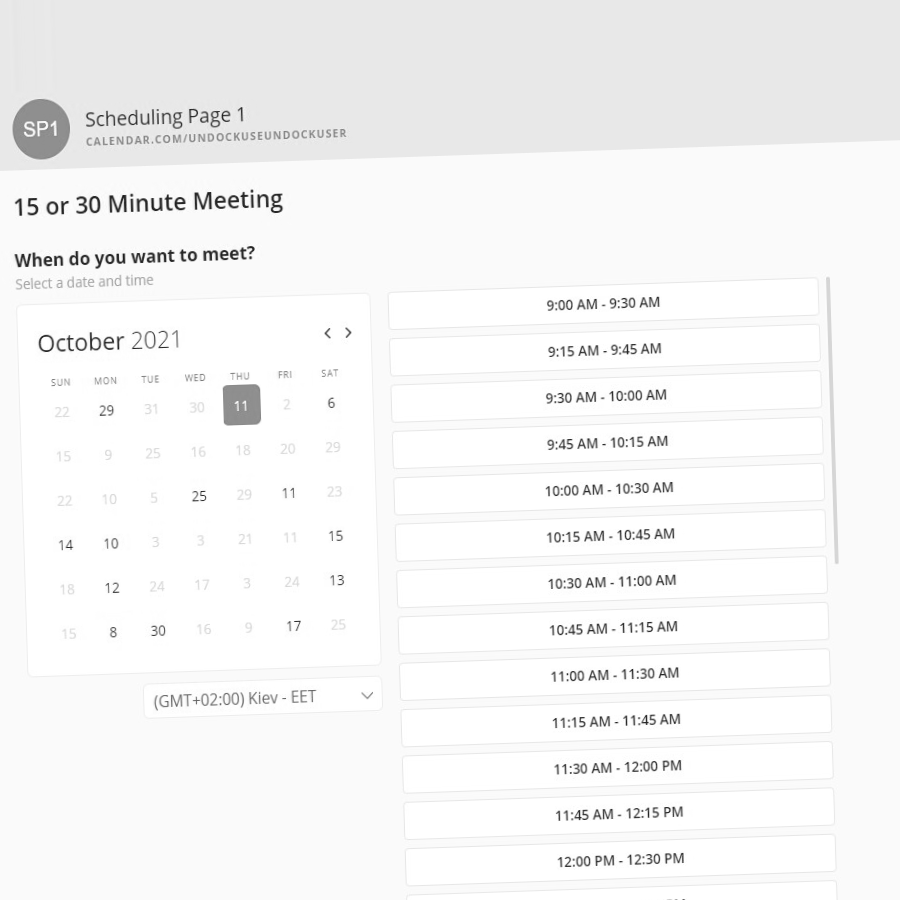 SP1
Scheduling Page 1
CALENDAR.COM/UNDOCKUSEUNDOCKUSER
15 or 30 Minute Meeting
When do you want to meet?
Select a date and time
October 2021
SUN MON TUE WED THU FRI SAT
22 29 31 30 11 2 6
15 9 25 16 18 20 29
22 10 5 25 29 11 23
14 10 3 3 21 11 15
18 12 24 17 3 24 13
15 8 30 16 9 17 25
(GMT+02:00) Kiev - EET
9:00 AM - 9:30 AM
9:15 AM - 9:45 AM
9:30 AM - 10:00 AM
9:45 AM - 10:15 AM
10:00 AM - 10:30 AM
10:15 AM - 10:45 AM
10:30 AM - 11:00 AM
10:45 AM - 11:15 AM
11:00 AM - 11:30 AM
11:15 AM - 11:45 AM
11:30 AM - 12:00 PM
11:45 AM - 12:15 PM
12:00 PM - 12:30 PM